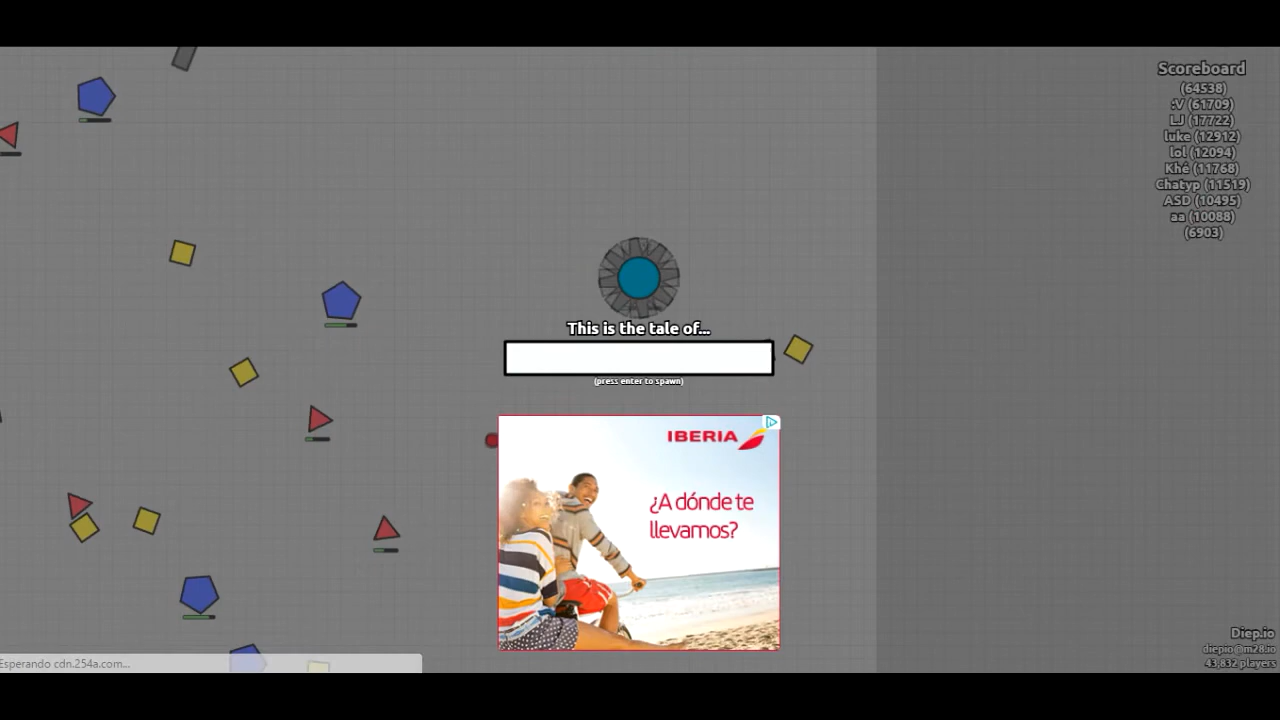 Scoreboard
(64538)
:V (61709)
LJ (17722)
luke (12912)
lol (12094)
Khé (11768)
Chatyp (11519)
ASD (10495)
aa (10088)
(6903)
This is the tale of...
(press enter to spawn)
IBERIA
¿A dónde te
llevamos?
Esperando cdn.254a.com...
Diep.io
diepio@m28.io
43,832 players